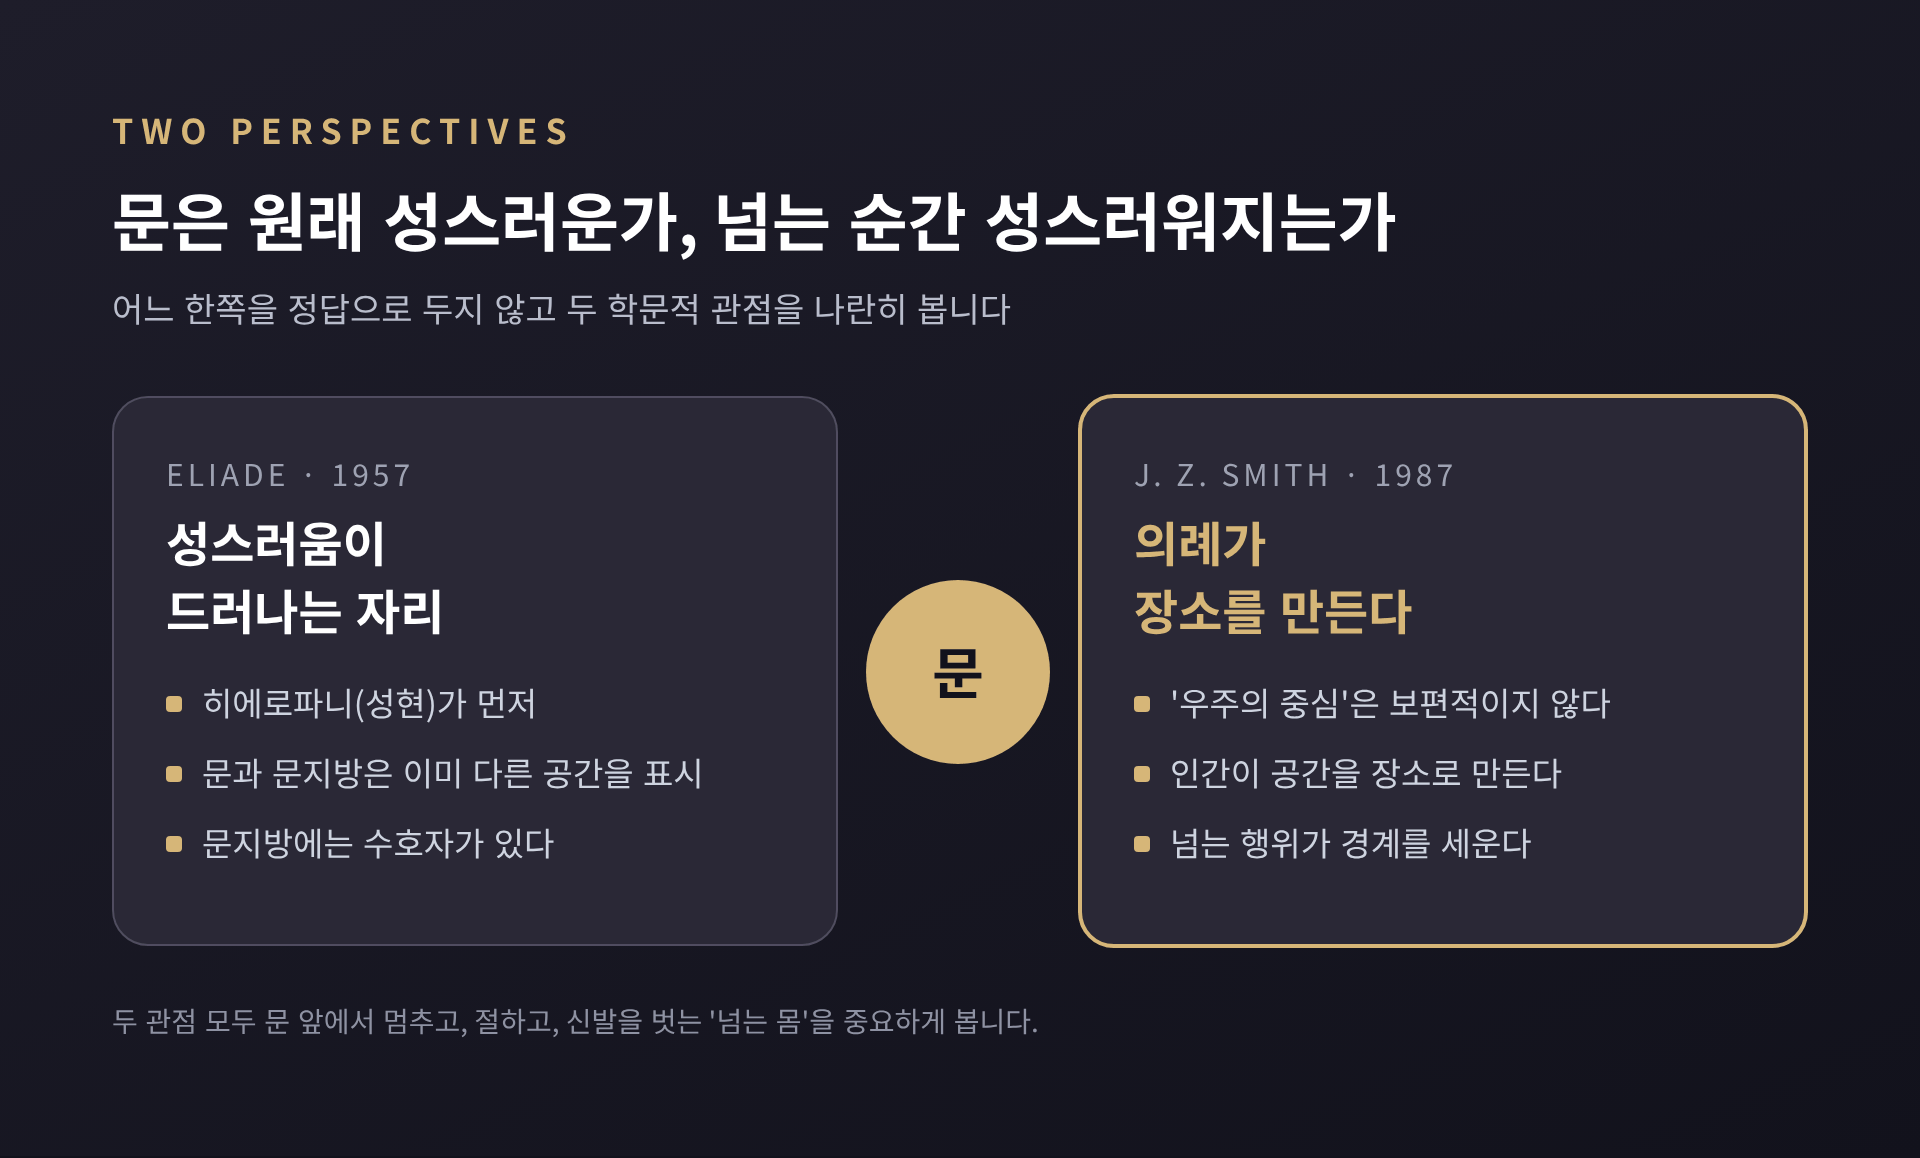 TWO PERSPECTIVES
문은 원래 성스러운가, 넘는 순간 성스러워지는가
어느 한쪽을 정답으로 두지 않고 두 학문적 관점을 나란히 봅니다
ELIADE · 1957
성스러움이
드러나는 자리
히에로파니(성현)가 먼저
문과 문지방은 이미 다른 공간을 표시
문지방에는 수호자가 있다
문
J. Z. SMITH · 1987
의례가
장소를 만든다
'우주의 중심'은 보편적이지 않다
인간이 공간을 장소로 만든다
넘는 행위가 경계를 세운다
두 관점 모두 문 앞에서 멈추고, 절하고, 신발을 벗는 '넘는 몸'을 중요하게 봅니다.